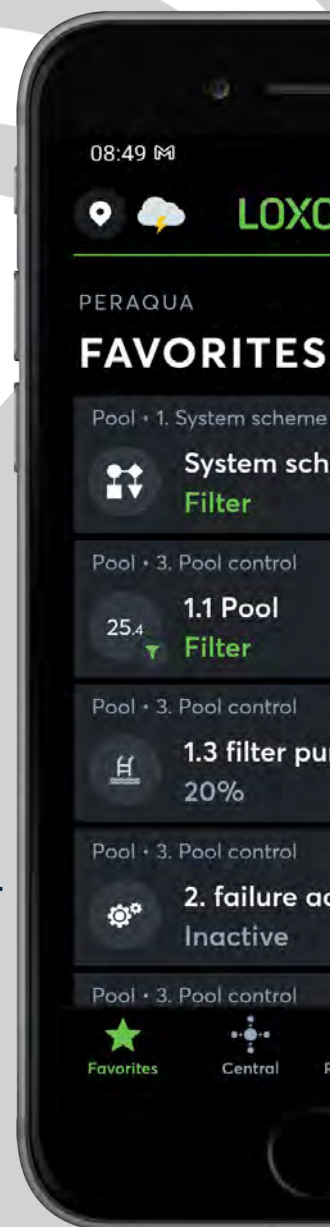 08:49
LOXO
PERAQUA
FAVORITES
Pool • 1. System scheme
System sch
Filter
Pool • 3. Pool control
1.1 Pool
25.4
Filter
Pool • 3. Pool control
1.3 filter pu
20%
Pool • 3. Pool control
2. failure a
Inactive
Pool • 3. Pool control
Favorites
Central